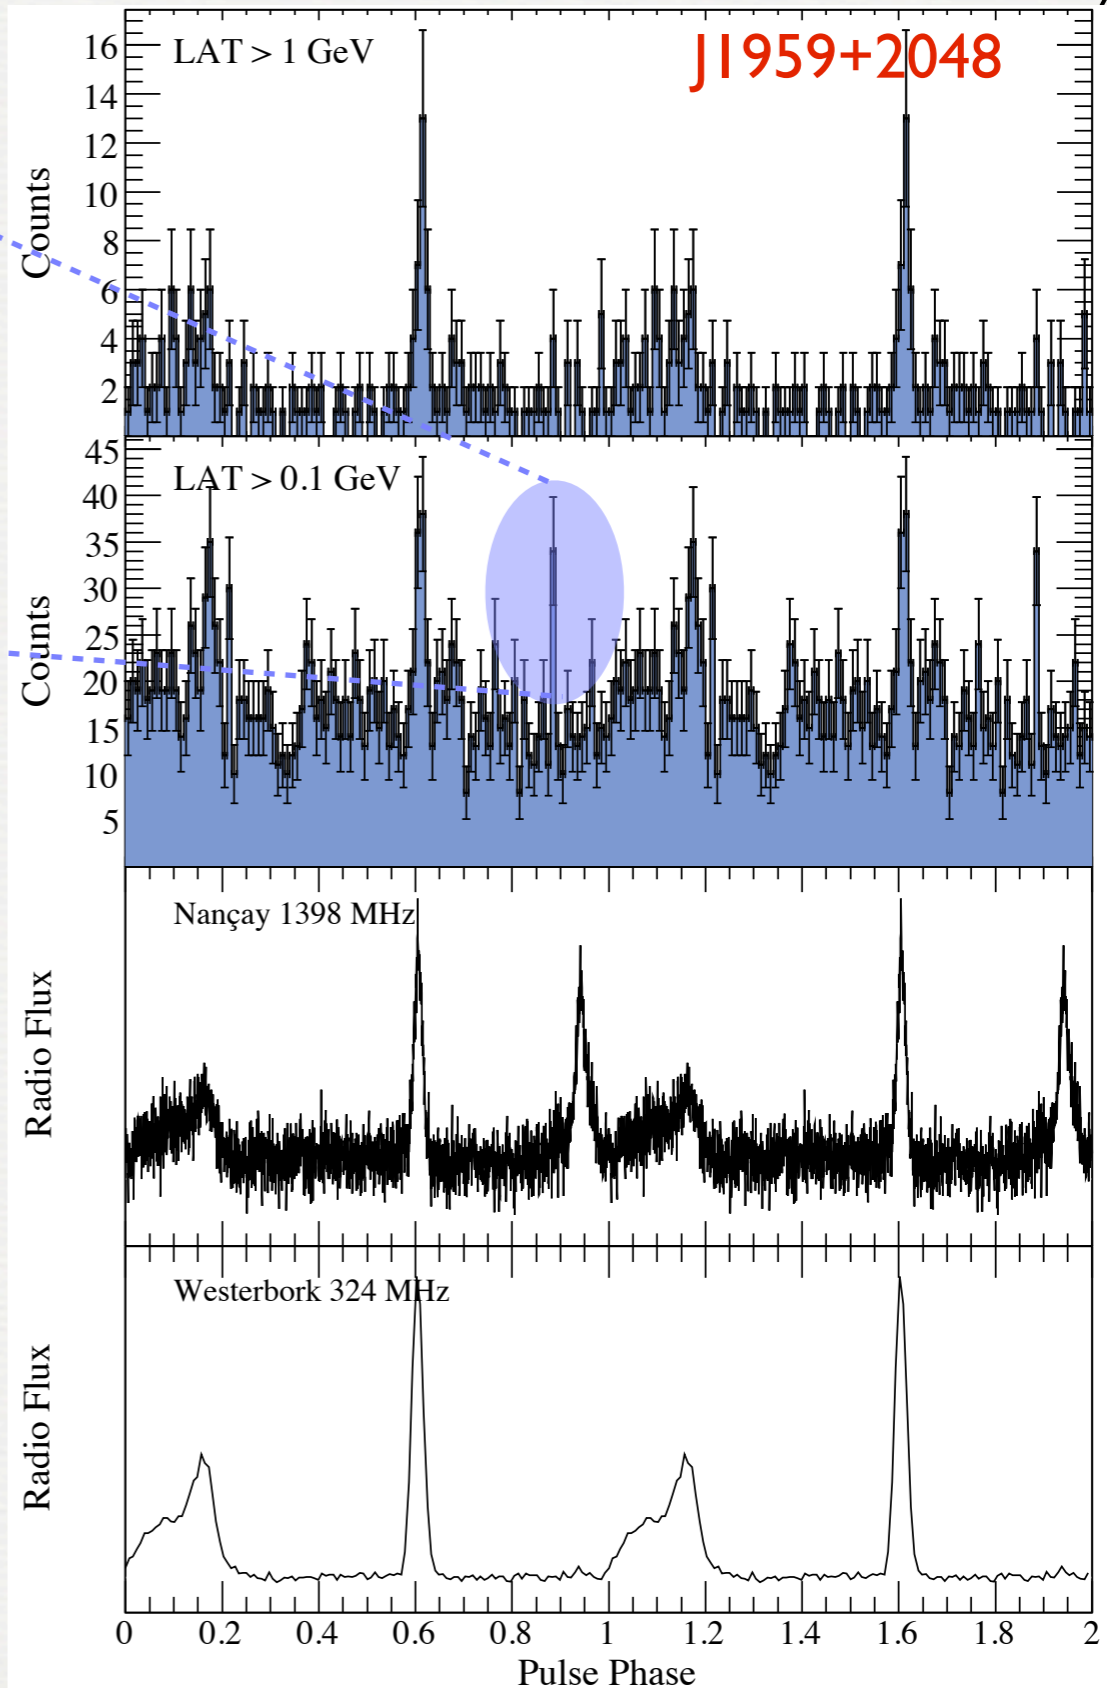 LAT > 1 GeV
J1959+2048
Counts
16
14
12
10
8
6
4
2
LAT > 0.1 GeV
Counts
45
40
35
30
25
20
15
10
5
Nançay 1398 MHz
Radio Flux
Westerbork 324 MHz
Radio Flux
0 0.2 0.4 0.6 0.8 1 1.2 1.4 1.6 1.8 2
Pulse Phase